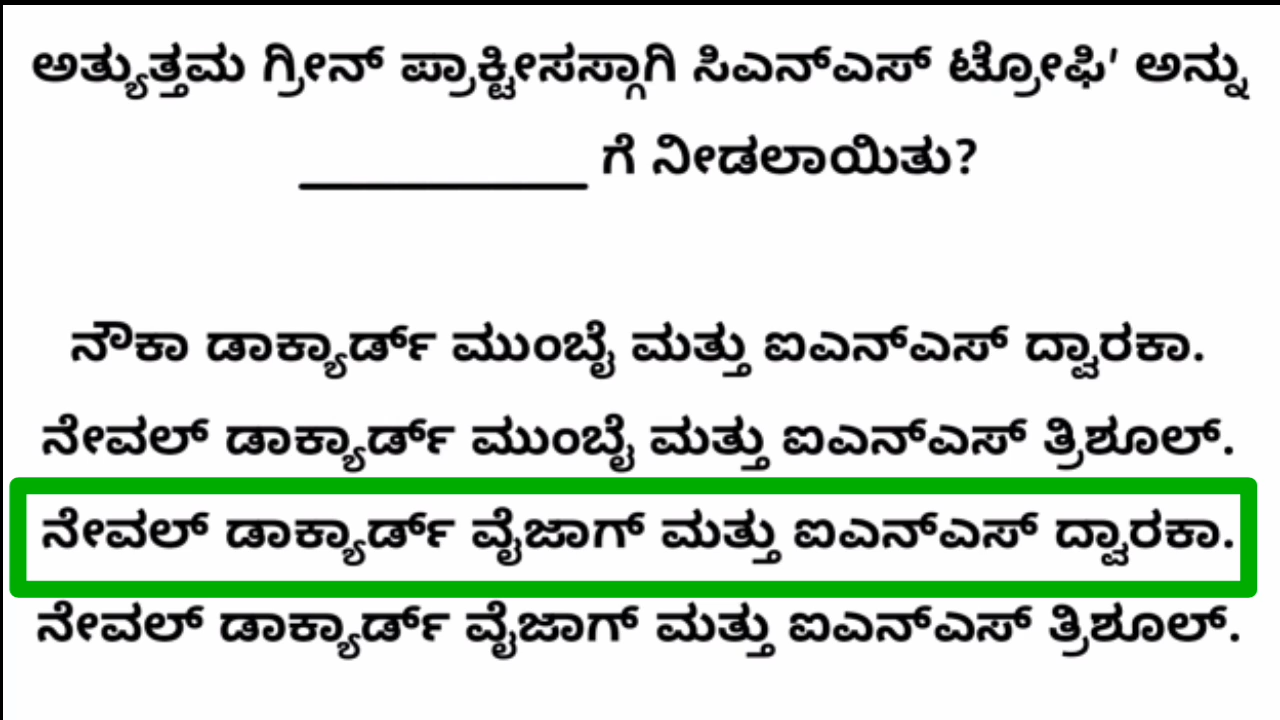 ಅತ್ಯುತ್ತಮ ಗ್ರೀನ್ ಪ್ರಾಕ್ಟೀಸಸ್ಗಾಗಿ ಸಿಎನ್ಎಸ್ ಟ್ರೋಫಿ' ಅನ್ನು
____________ ಗೆ ನೀಡಲಾಯಿತು?
ನೌಕಾ ಡಾಕ್ಯಾರ್ಡ್ ಮುಂಬೈ ಮತ್ತು ಐಎನ್ಎಸ್ ದ್ವಾರಕಾ.
ನೇವಲ್ ಡಾಕ್ಯಾರ್ಡ್ ಮುಂಬೈ ಮತ್ತು ಐಎನ್ಎಸ್ ತ್ರಿಶೂಲ್.
ನೇವಲ್ ಡಾಕ್ಯಾರ್ಡ್ ವೈಜಾಗ್ ಮತ್ತು ಐಎನ್ಎಸ್ ದ್ವಾರಕಾ.
ನೇವಲ್ ಡಾಕ್ಯಾರ್ಡ್ ವೈಜಾಗ್ ಮತ್ತು ಐಎನ್ಎಸ್ ತ್ರಿಶೂಲ್.